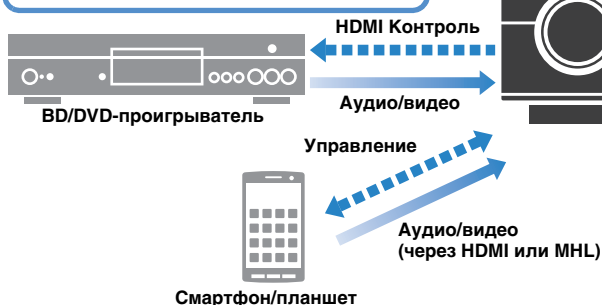 HDMI Контроль
Аудио/видео
BD/DVD-проигрыватель
Управление
Аудио/видео
(через HDMI или MHL)
Смартфон/планшет